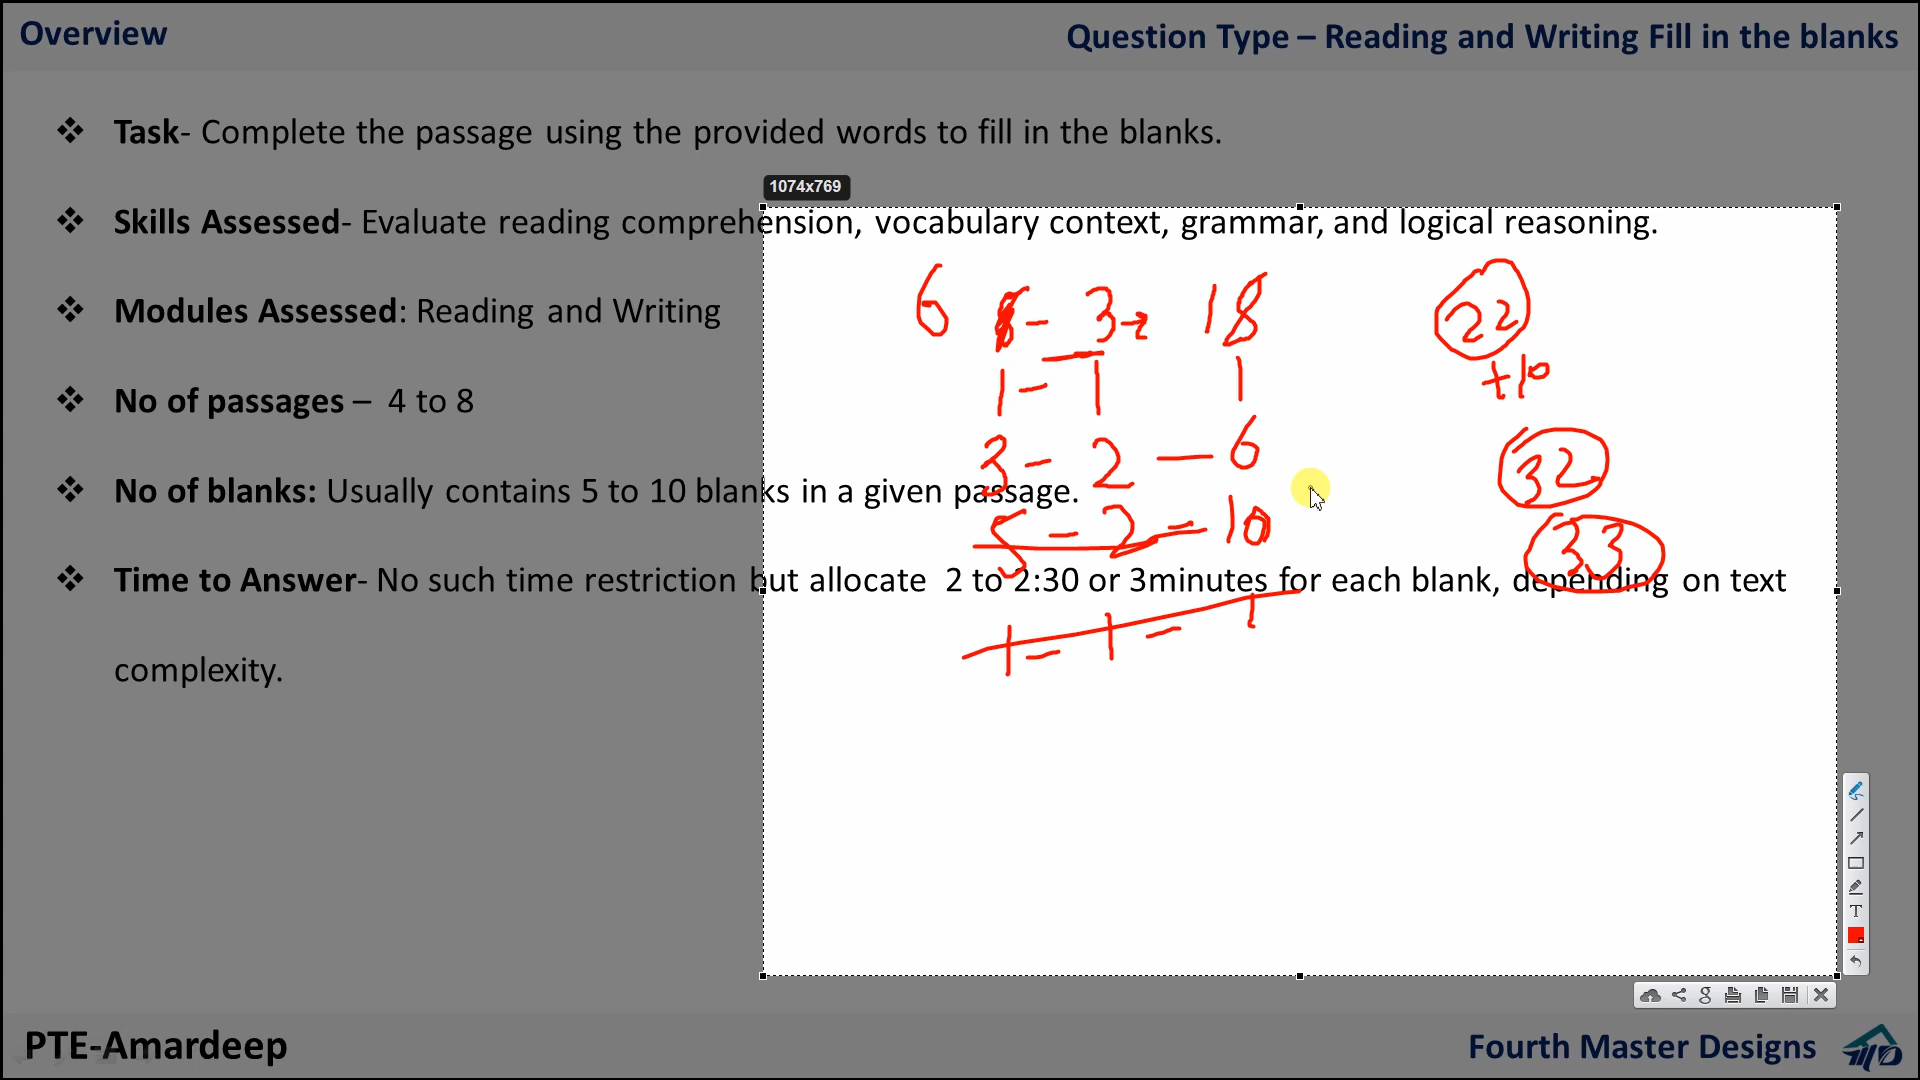 Overview
Question Type – Reading and Writing Fill in the blanks
❖ Task- Complete the passage using the provided words to fill in the blanks.
1074x769
❖ Skills Assessed- Evaluate reading comprehension, vocabulary context, grammar, and logical reasoning.
6 - 3 18
22
❖ Modules Assessed: Reading and Writing
+10
1 - 1 1
❖ No of passages – 4 to 8
3 - 2 — 6
32
❖ No of blanks: Usually contains 5 to 10 blanks in a given passage.
5 - 2 = 10
33
❖ Time to Answer- No such time restriction but allocate 2 to 2:30 or 3minutes for each blank, depending on text
complexity.
1 - 1 - 1
T
PTE-Amardeep
Fourth Master Designs